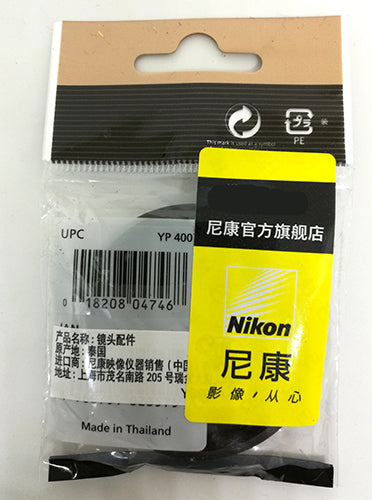 This mark is used as a symbol
PE
尼康官方旗舰店
Nikon
尼康
影像,从心
UPC
YP 400
0 18208 04746
JAN
产品名称:镜头配件
原产地:泰国
进口商:尼康映像仪器销售(中国
地址:上海市茂名南路 205 号瑞金
Made in Thailand